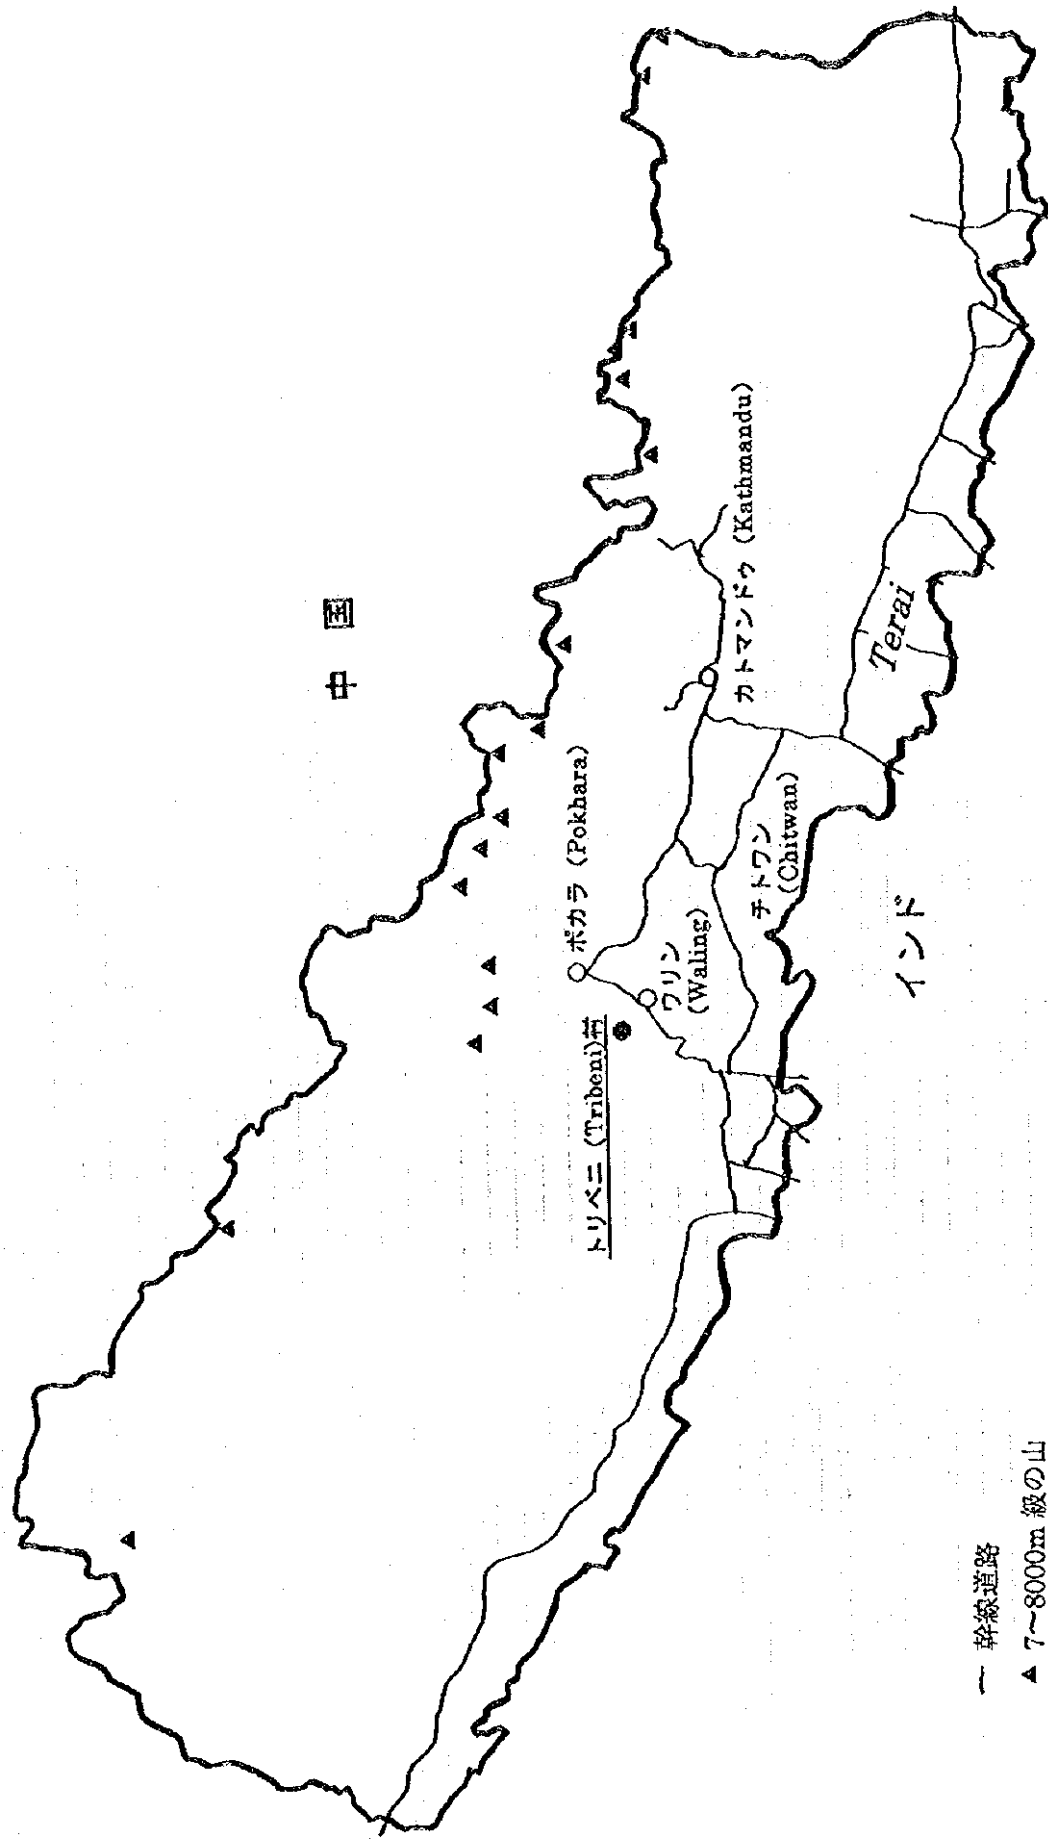 中国
ポカラ (Pokhara)
カトマンドゥ (Kathmandu)
トリベニ (Tribeni)村
ワリン
(Waling)
チトワン
(Chitwan)
Terai
インド
ー 幹線道路
▲ 7〜8000m 級の山